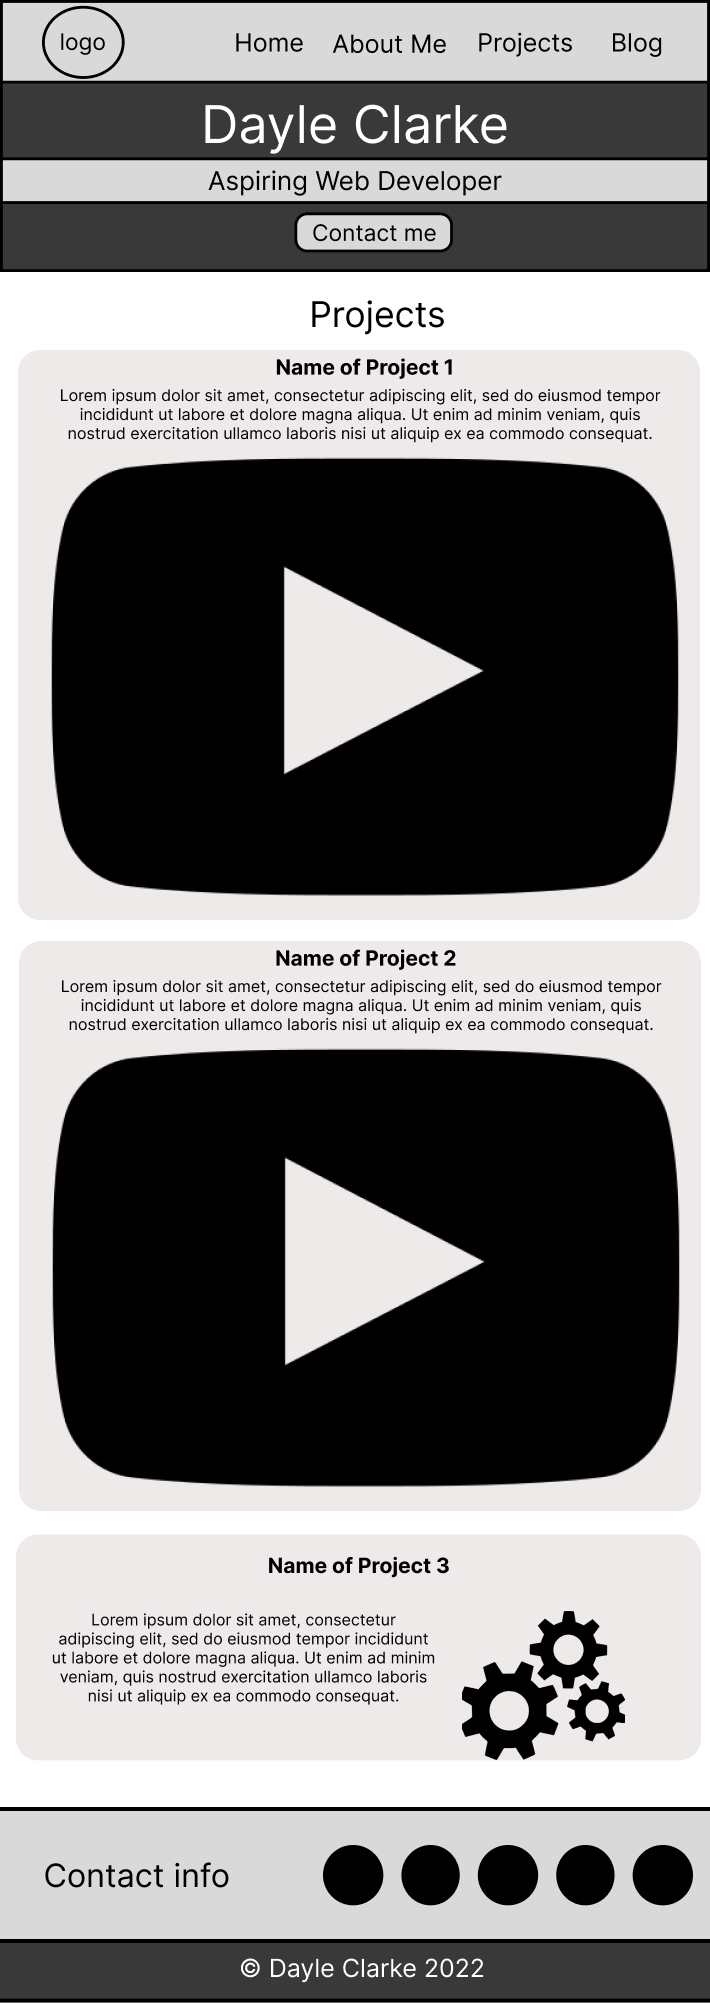 logo
Home About Me Projects Blog
Dayle Clarke
Aspiring Web Developer
Contact me
Projects
Name of Project 1
Lorem ipsum dolor sit amet, consectetur adipiscing elit, sed do eiusmod tempor
incididunt ut labore et dolore magna aliqua. Ut enim ad minim veniam, quis
nostrud exercitation ullamco laboris nisi ut aliquip ex ea commodo consequat.
Name of Project 2
Lorem ipsum dolor sit amet, consectetur adipiscing elit, sed do eiusmod tempor
incididunt ut labore et dolore magna aliqua. Ut enim ad minim veniam, quis
nostrud exercitation ullamco laboris nisi ut aliquip ex ea commodo consequat.
Name of Project 3
Lorem ipsum dolor sit amet, consectetur
adipiscing elit, sed do eiusmod tempor incididunt
ut labore et dolore magna aliqua. Ut enim ad minim
veniam, quis nostrud exercitation ullamco laboris
nisi ut aliquip ex ea commodo consequat.
Contact info
© Dayle Clarke 2022